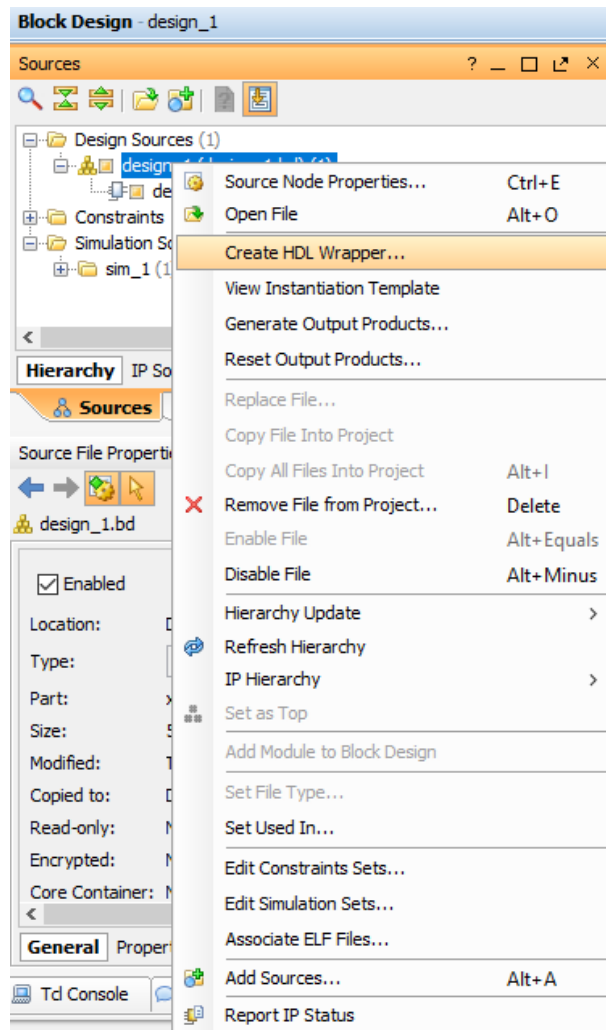 Block Design - design_1
Sources
Design Sources (1)
design_1
de
Constraints
Simulation So
sim_1 (1
Hierarchy IP So
Sources
Source File Properti
design_1.bd
Enabled
Location:
Type:
Part:
Size:
Modified:
Copied to:
Read-only:
Encrypted:
Core Container:
General Proper
Tcl Console
Source Node Properties... Ctrl+E
Open File Alt+O
Create HDL Wrapper...
View Instantiation Template
Generate Output Products...
Reset Output Products...
Replace File...
Copy File Into Project
Copy All Files Into Project Alt+I
Remove File from Project... Delete
Enable File Alt+Equals
Disable File Alt+Minus
Hierarchy Update
Refresh Hierarchy
IP Hierarchy
Set as Top
Add Module to Block Design
Set File Type...
Set Used In...
Edit Constraints Sets...
Edit Simulation Sets...
Associate ELF Files...
Add Sources... Alt+A
Report IP Status